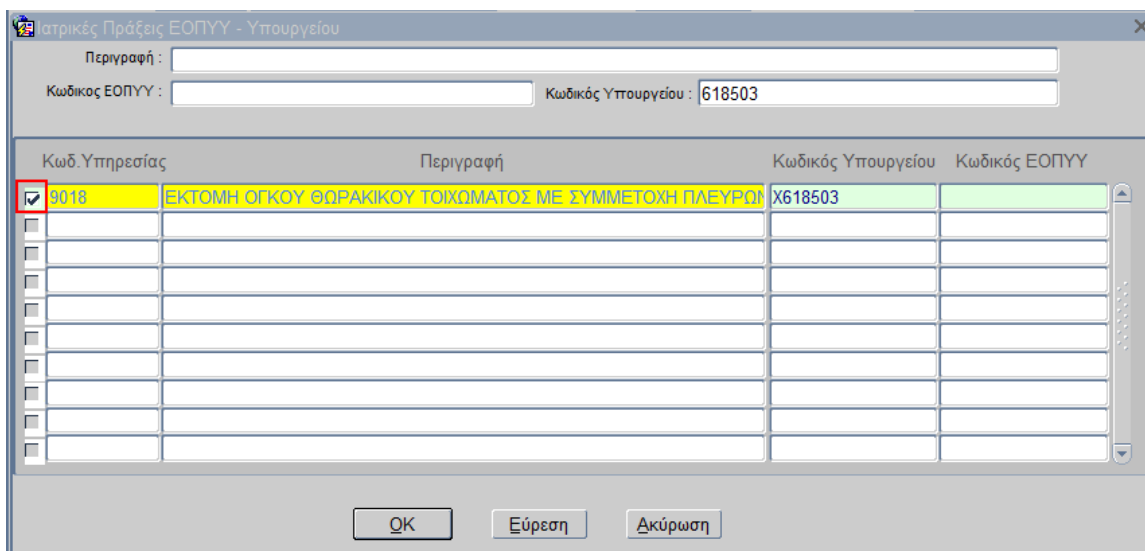 Ιατρικές Πράξεις ΕΟΠΥΥ - Υπουργείου
Περιγραφή :
Κωδικος ΕΟΠΥΥ : Κωδικός Υπουργείου : 618503
Κωδ.Υπηρεσίας Περιγραφή Κωδικός Υπουργείου Κωδικός ΕΟΠΥΥ
9018 ΕΚΤΟΜΗ ΟΓΚΟΥ ΘΩΡΑΚΙΚΟΥ ΤΟΙΧΩΜΑΤΟΣ ΜΕ ΣΥΜΜΕΤΟΧΗ ΠΛΕΥΡΩΝ X618503
OK Εύρεση Ακύρωση